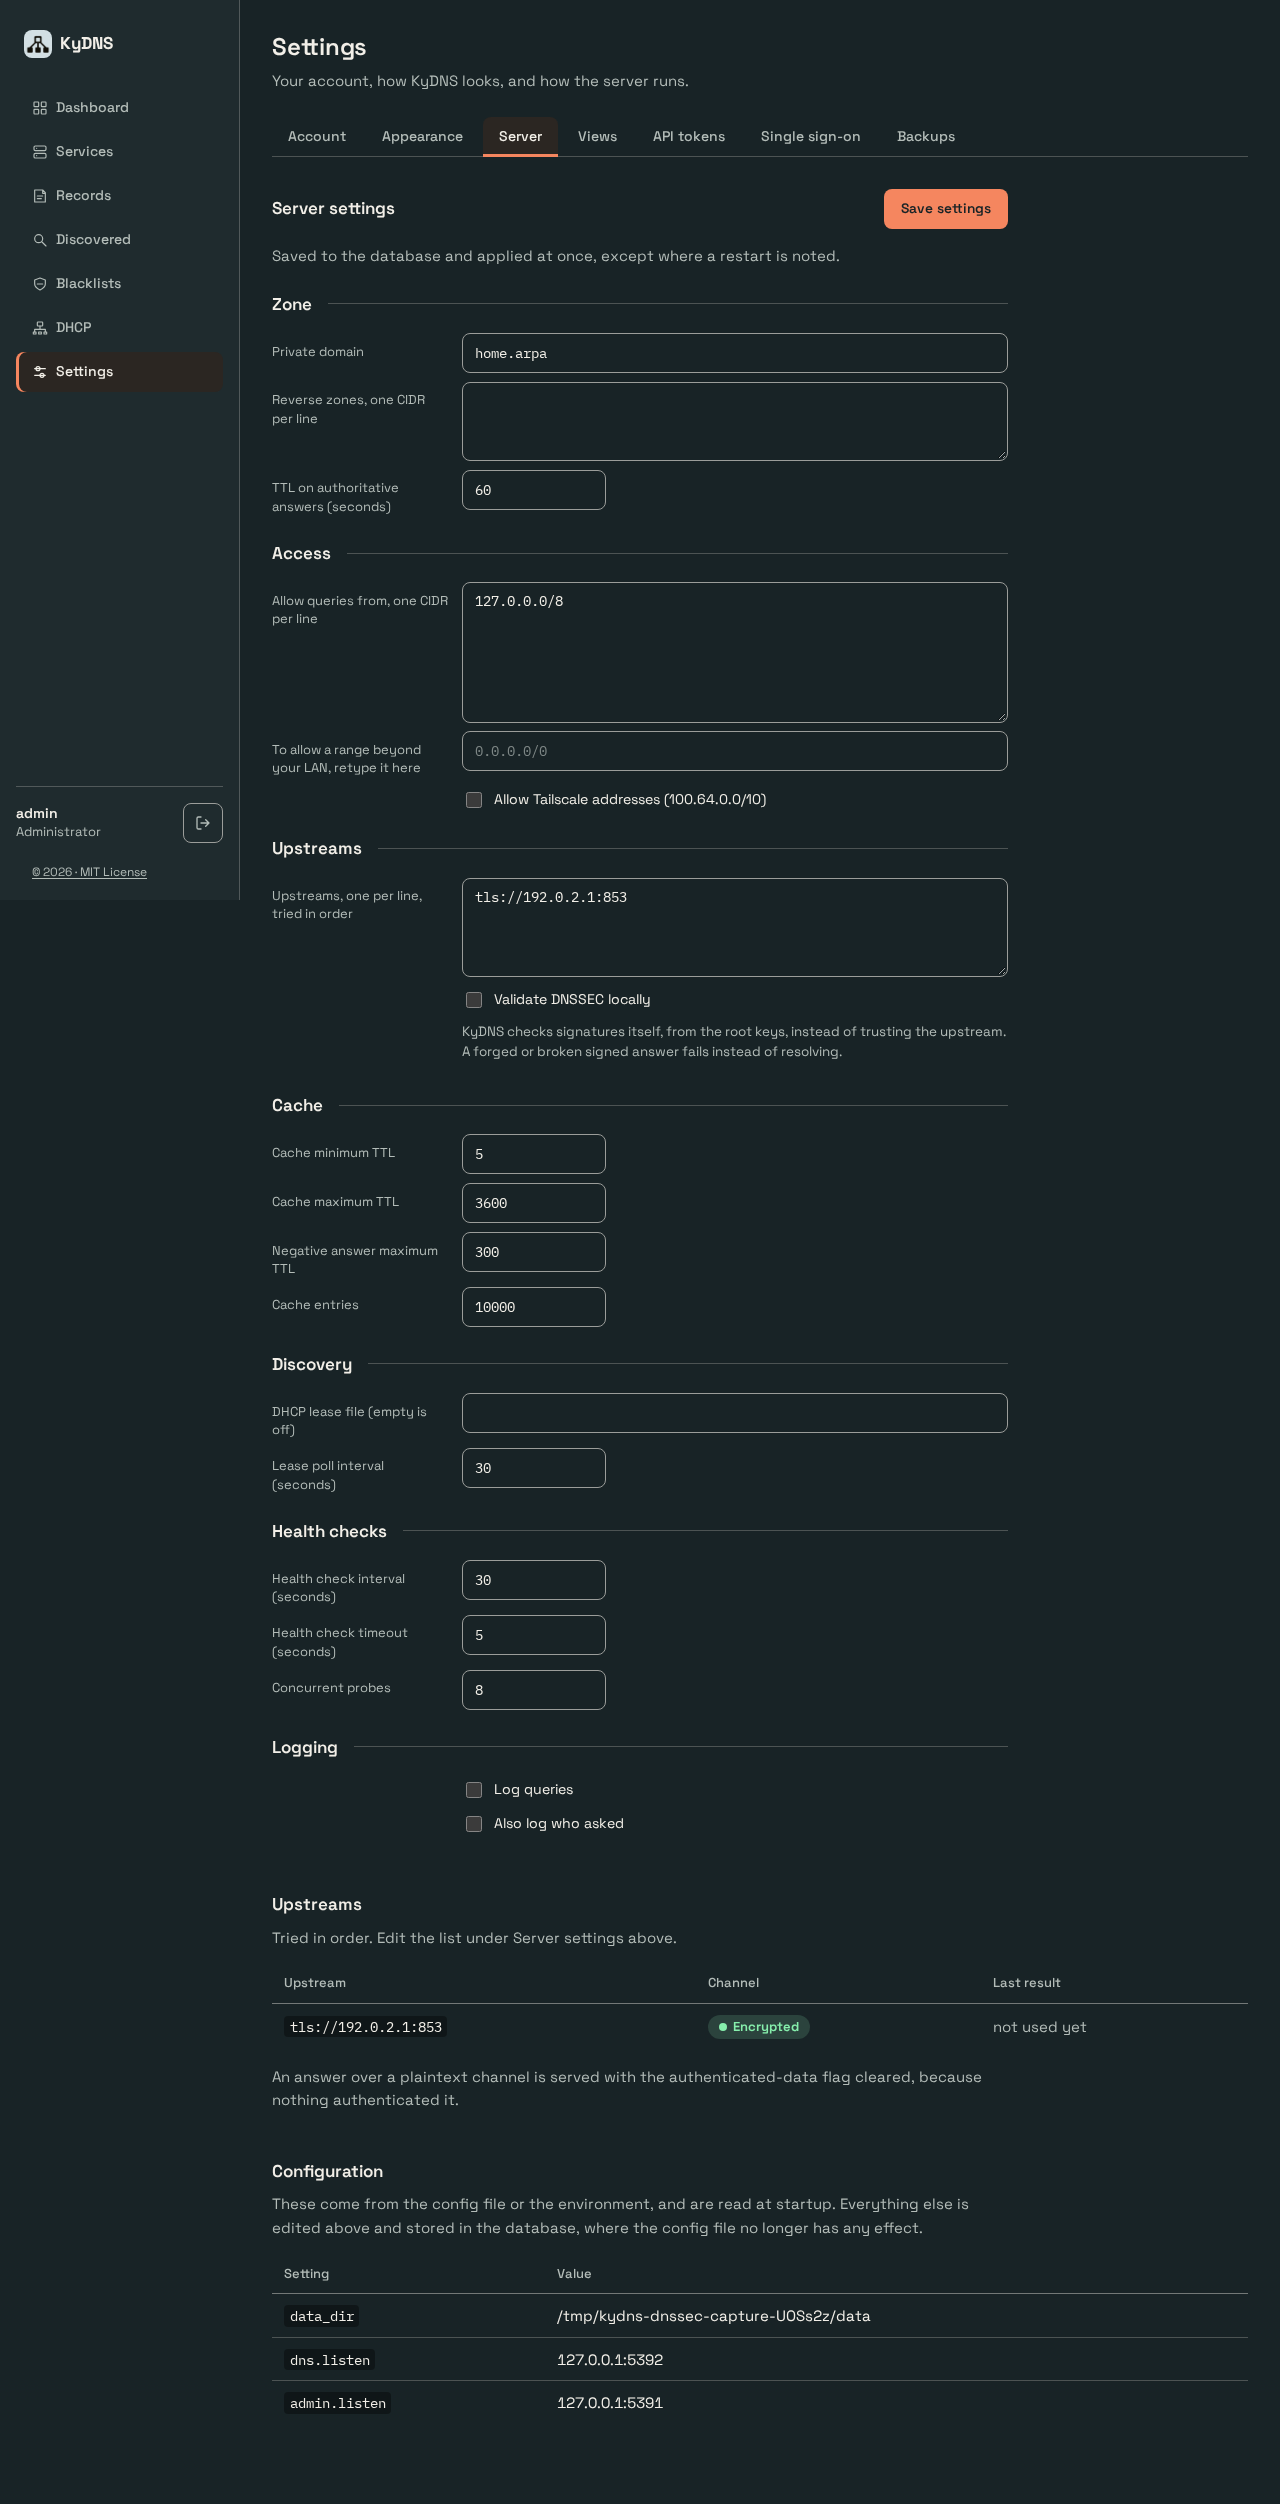 KyDNS
Dashboard
Services
Records
Discovered
Blacklists
DHCP
Settings
admin
Administrator
© 2026 · MIT License
Settings
Your account, how KyDNS looks, and how the server runs.
Account
Appearance
Server
Views
API tokens
Single sign-on
Backups
Server settings
Save settings
Saved to the database and applied at once, except where a restart is noted.
Zone
Private domain
home.arpa
Reverse zones, one CIDR
per line
TTL on authoritative
answers (seconds)
60
Access
Allow queries from, one CIDR
per line
127.0.0.0/8
To allow a range beyond
your LAN, retype it here
0.0.0.0/0
Allow Tailscale addresses (100.64.0.0/10)
Upstreams
Upstreams, one per line,
tried in order
tls://192.0.2.1:853
Validate DNSSEC locally
KyDNS checks signatures itself, from the root keys, instead of trusting the upstream.
A forged or broken signed answer fails instead of resolving.
Cache
Cache minimum TTL
5
Cache maximum TTL
3600
Negative answer maximum
TTL
300
Cache entries
10000
Discovery
DHCP lease file (empty is
off)
Lease poll interval
(seconds)
30
Health checks
Health check interval
(seconds)
30
Health check timeout
(seconds)
5
Concurrent probes
8
Logging
Log queries
Also log who asked
Upstreams
Tried in order. Edit the list under Server settings above.
Upstream
Channel
Last result
tls://192.0.2.1:853
Encrypted
not used yet
An answer over a plaintext channel is served with the authenticated-data flag cleared, because
nothing authenticated it.
Configuration
These come from the config file or the environment, and are read at startup. Everything else is
edited above and stored in the database, where the config file no longer has any effect.
Setting
Value
data_dir
/tmp/kydns-dnssec-capture-UOSs2z/data
dns.listen
127.0.0.1:5392
admin.listen
127.0.0.1:5391